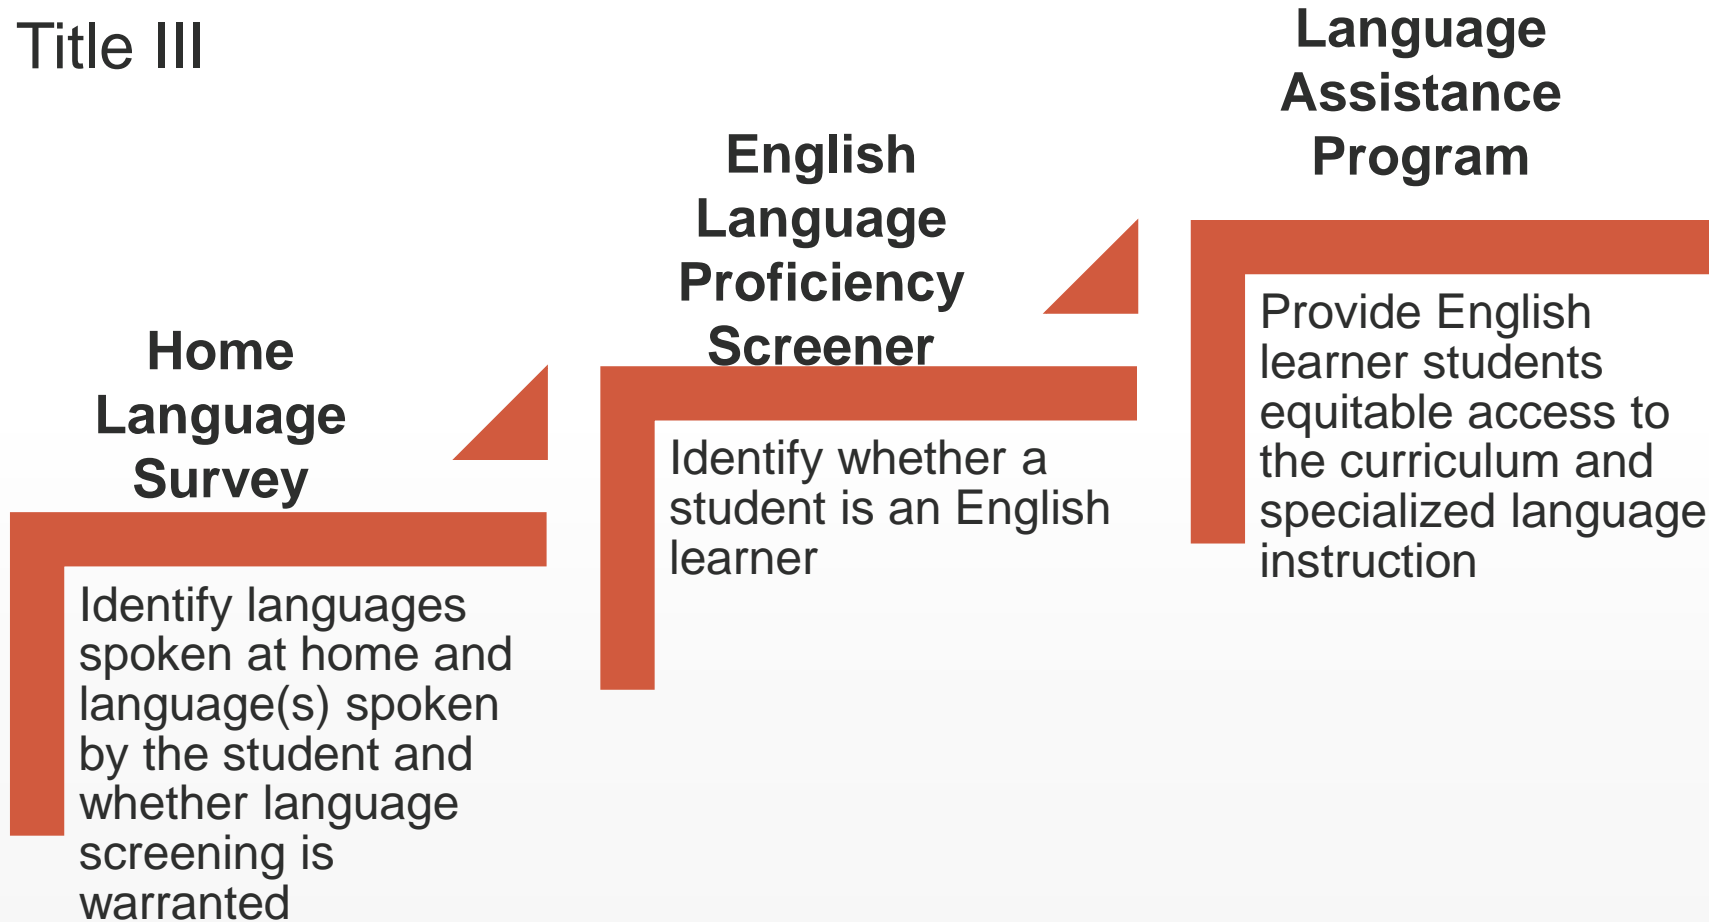 Title III
Home
Language
Survey
Identify languages
spoken at home and
language(s) spoken
by the student and
whether language
screening is
warranted
English
Language
Proficiency
Screener
Identify whether a
student is an English
learner
Language
Assistance
Program
Provide English
learner students
equitable access to
the curriculum and
specialized language
instruction